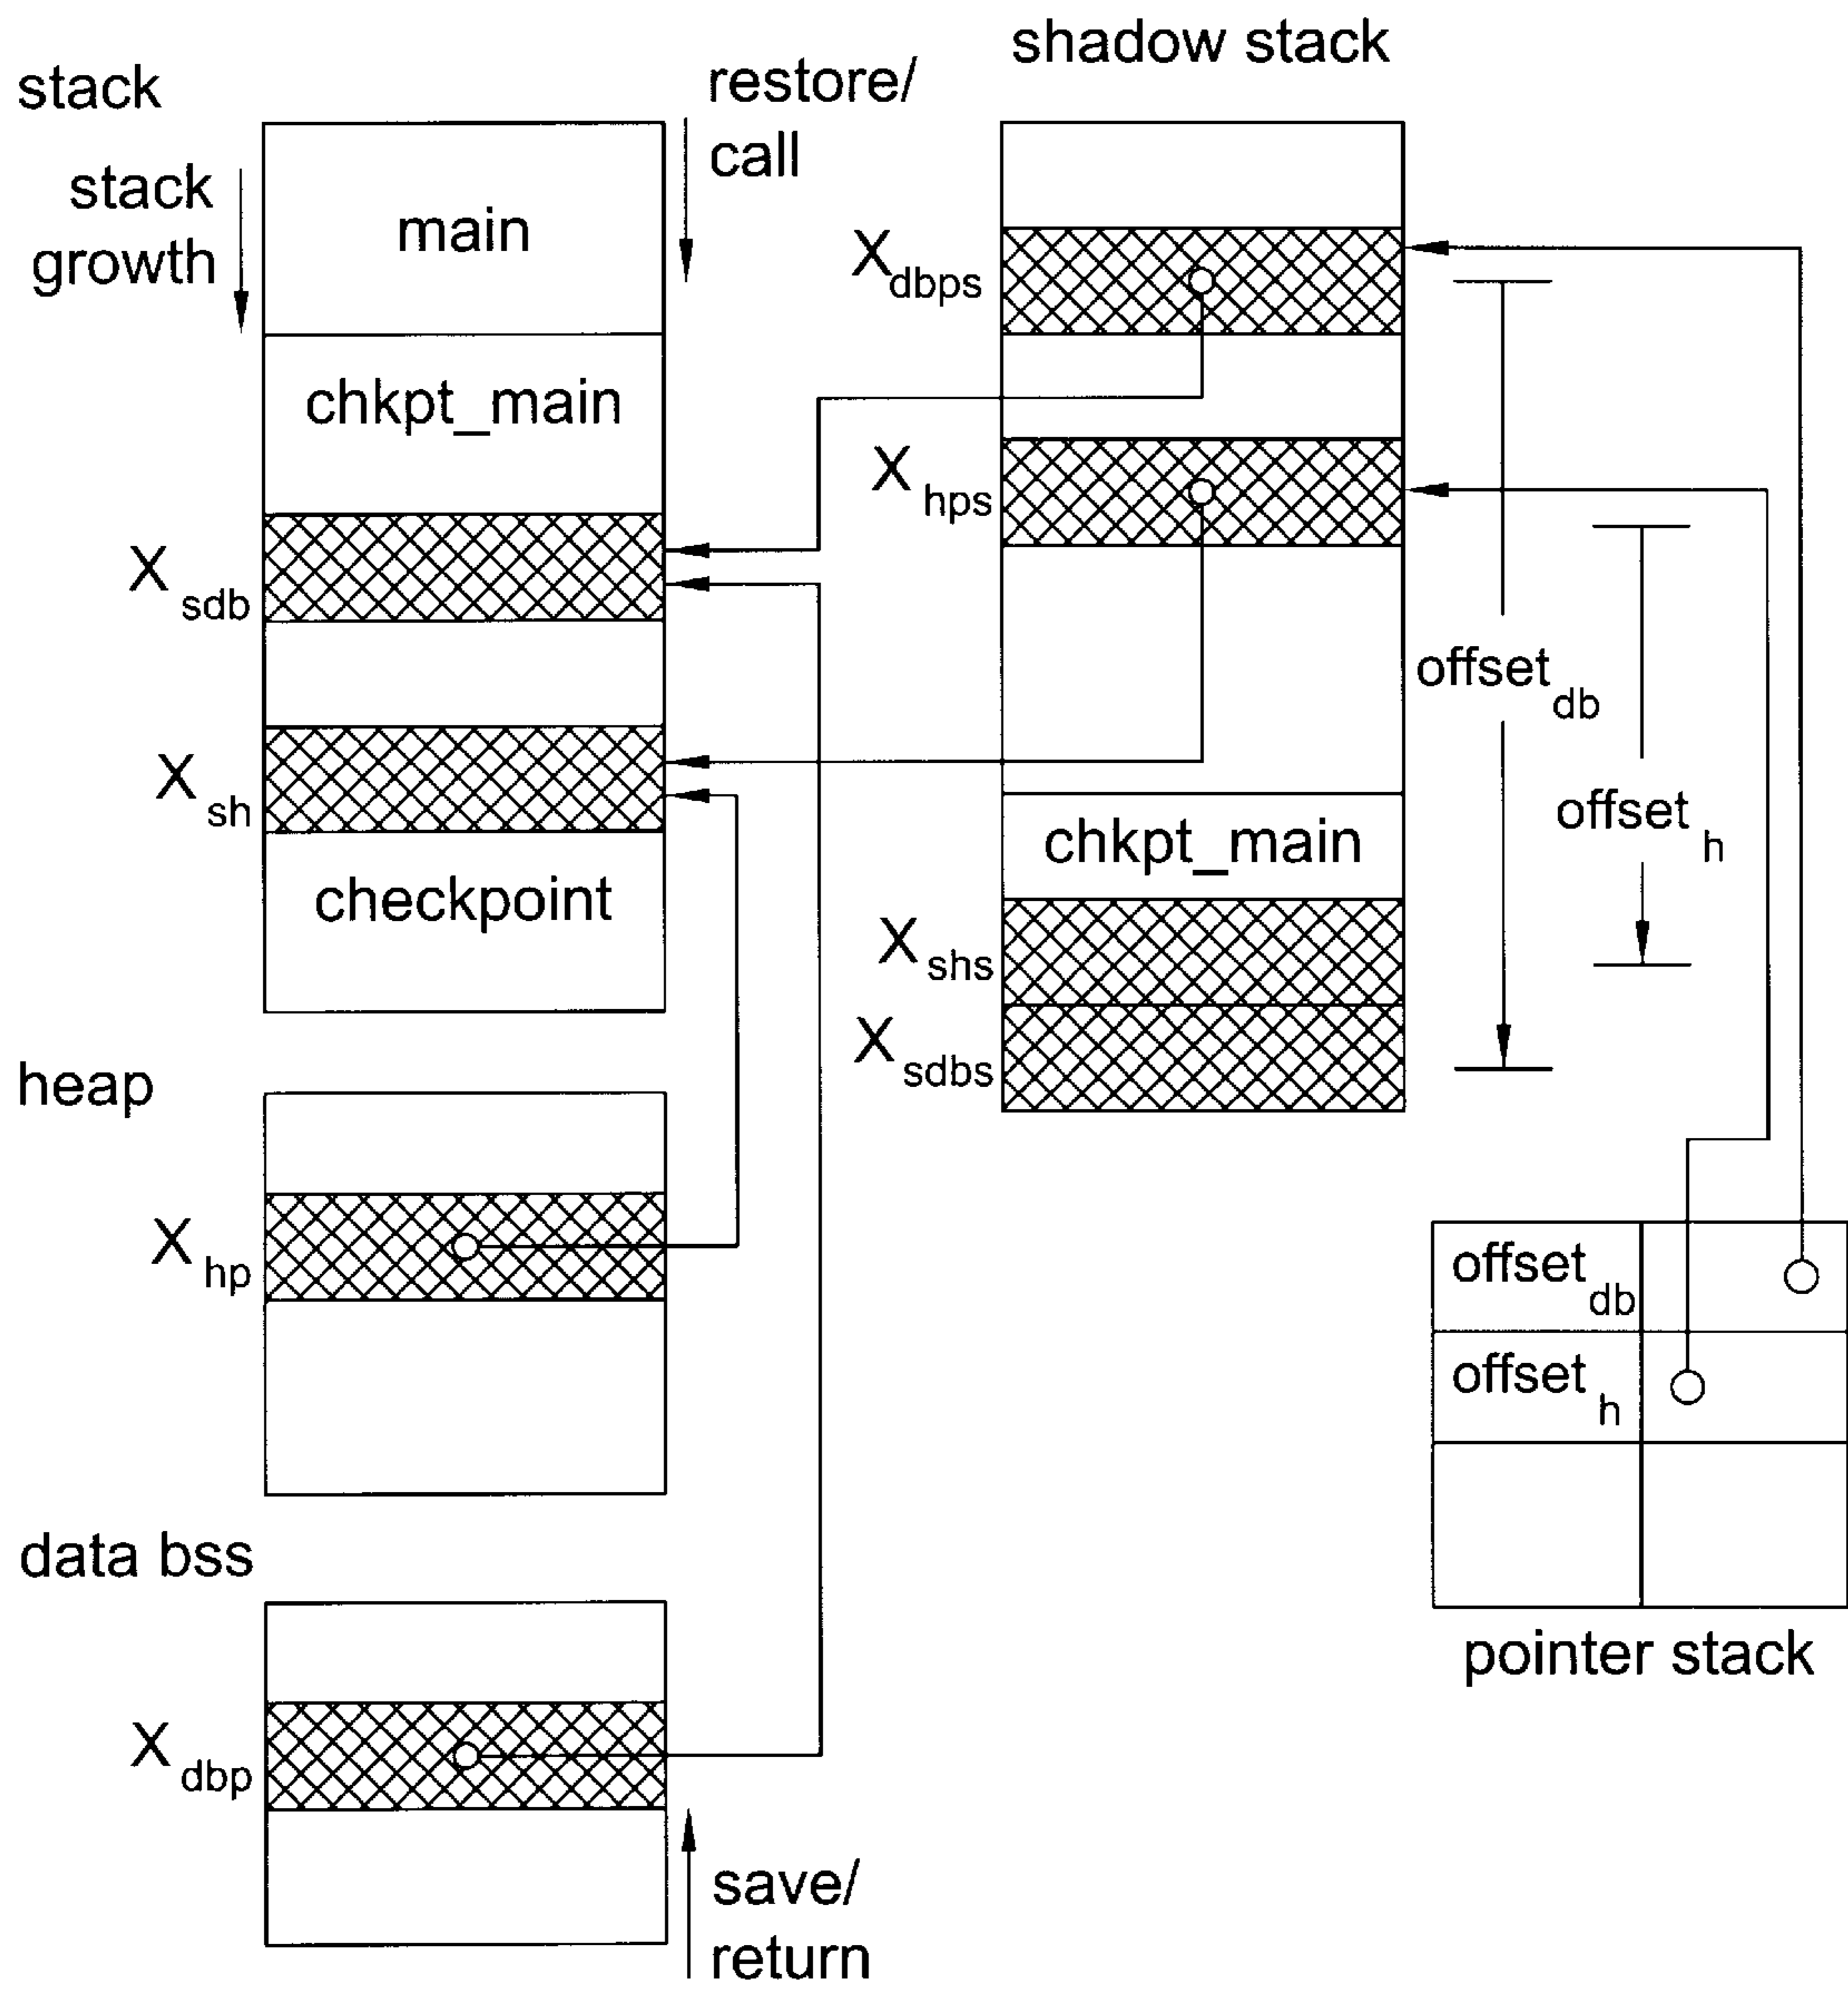 shadow stack
stack
restore/
call
stack
growth
main
X dbps
chkpt_main
X hps
X sdb
offset db
X sh
offset h
chkpt_main
checkpoint
X shs
X sdbs
heap
X hp
offset db
offset h
data bss
pointer stack
X dbp
save/
return